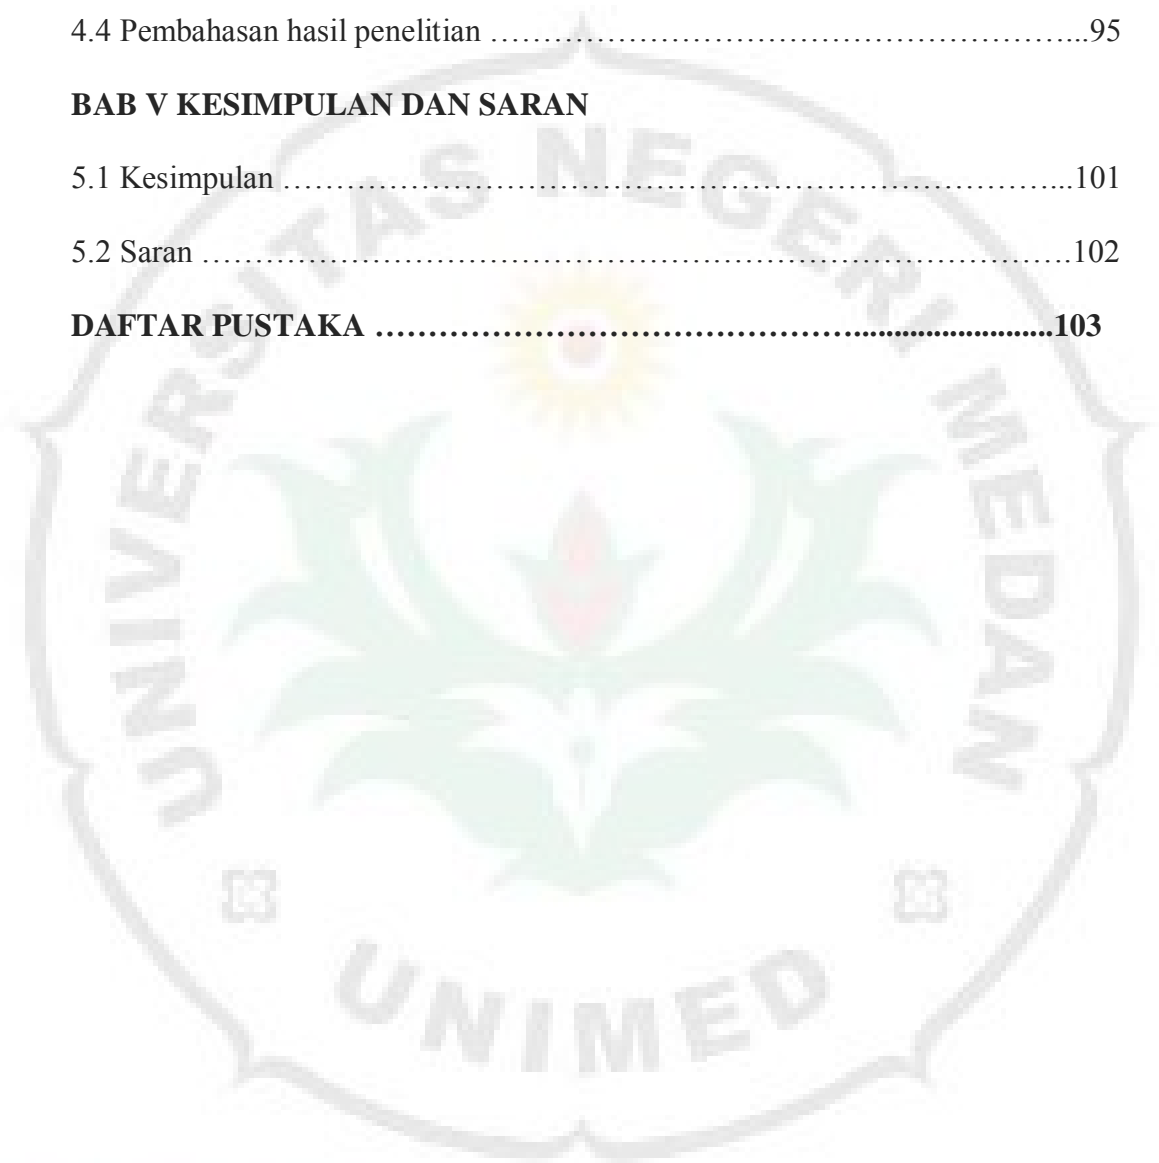 4.4 Pembahasan hasil penelitian …………………………………………………...95
BAB V KESIMPULAN DAN SARAN
5.1 Kesimpulan …………………………………………………………………...101
5.2 Saran …………………………………………………………………………102
DAFTAR PUSTAKA …………………………………………..........................103
UNIVERSITAS NEGERI MEDAN
UNIMED